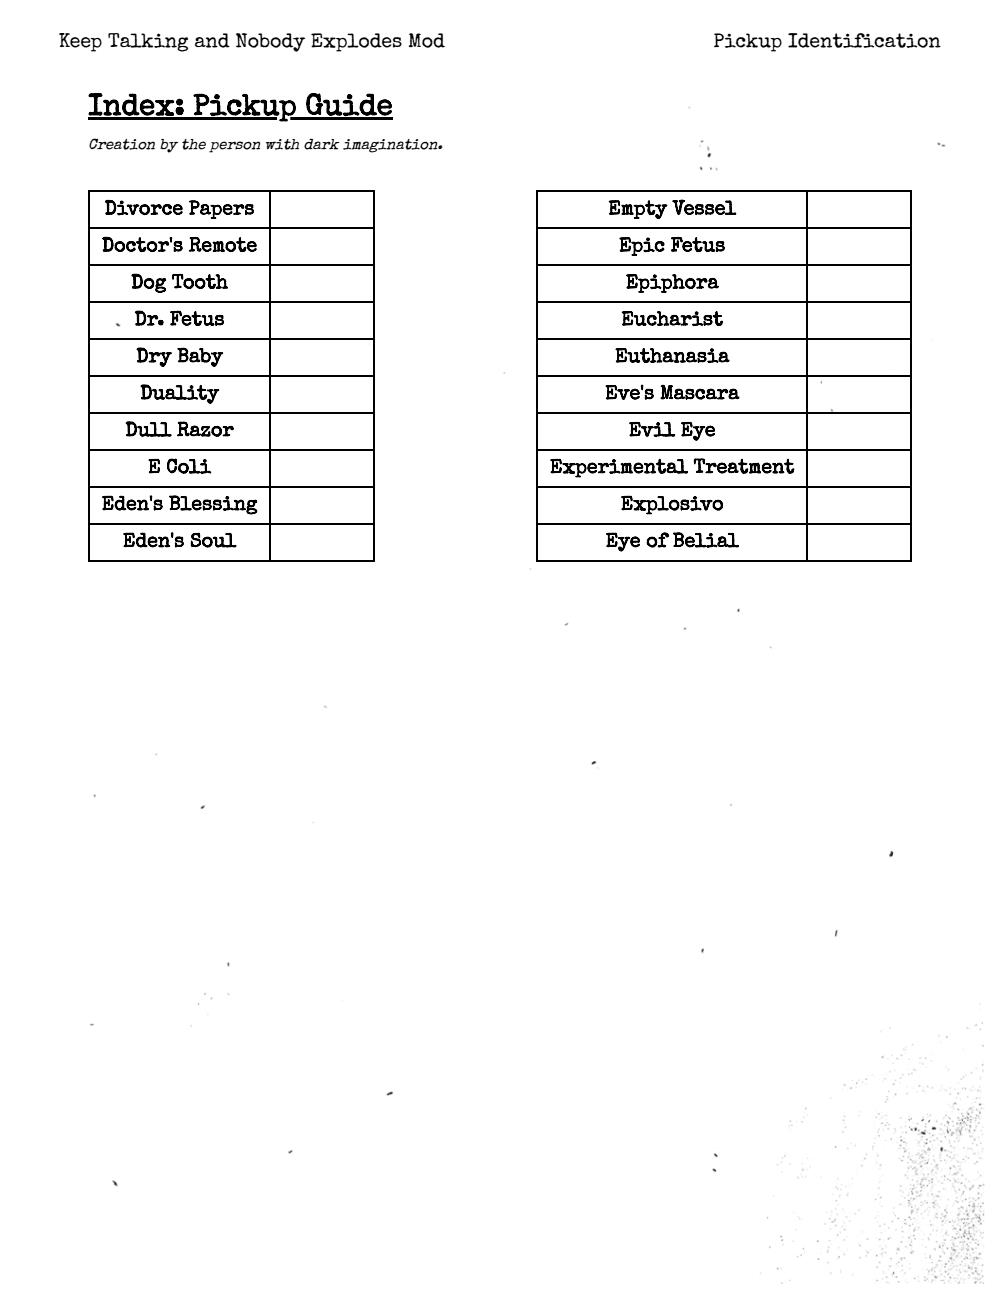 Keep Talking and Nobody Explodes Mod
Pickup Identification
Index: Pickup Guide
Creation by the person with dark imagination.
Divorce Papers
Doctor's Remote
Dog Tooth
Dr. Fetus
Dry Baby
Duality
Dull Razor
E Coli
Eden's Blessing
Eden's Soul
Empty Vessel
Epic Fetus
Epiphora
Eucharist
Euthanasia
Eve's Mascara
Evil Eye
Experimental Treatment
Explosivo
Eye of Belial